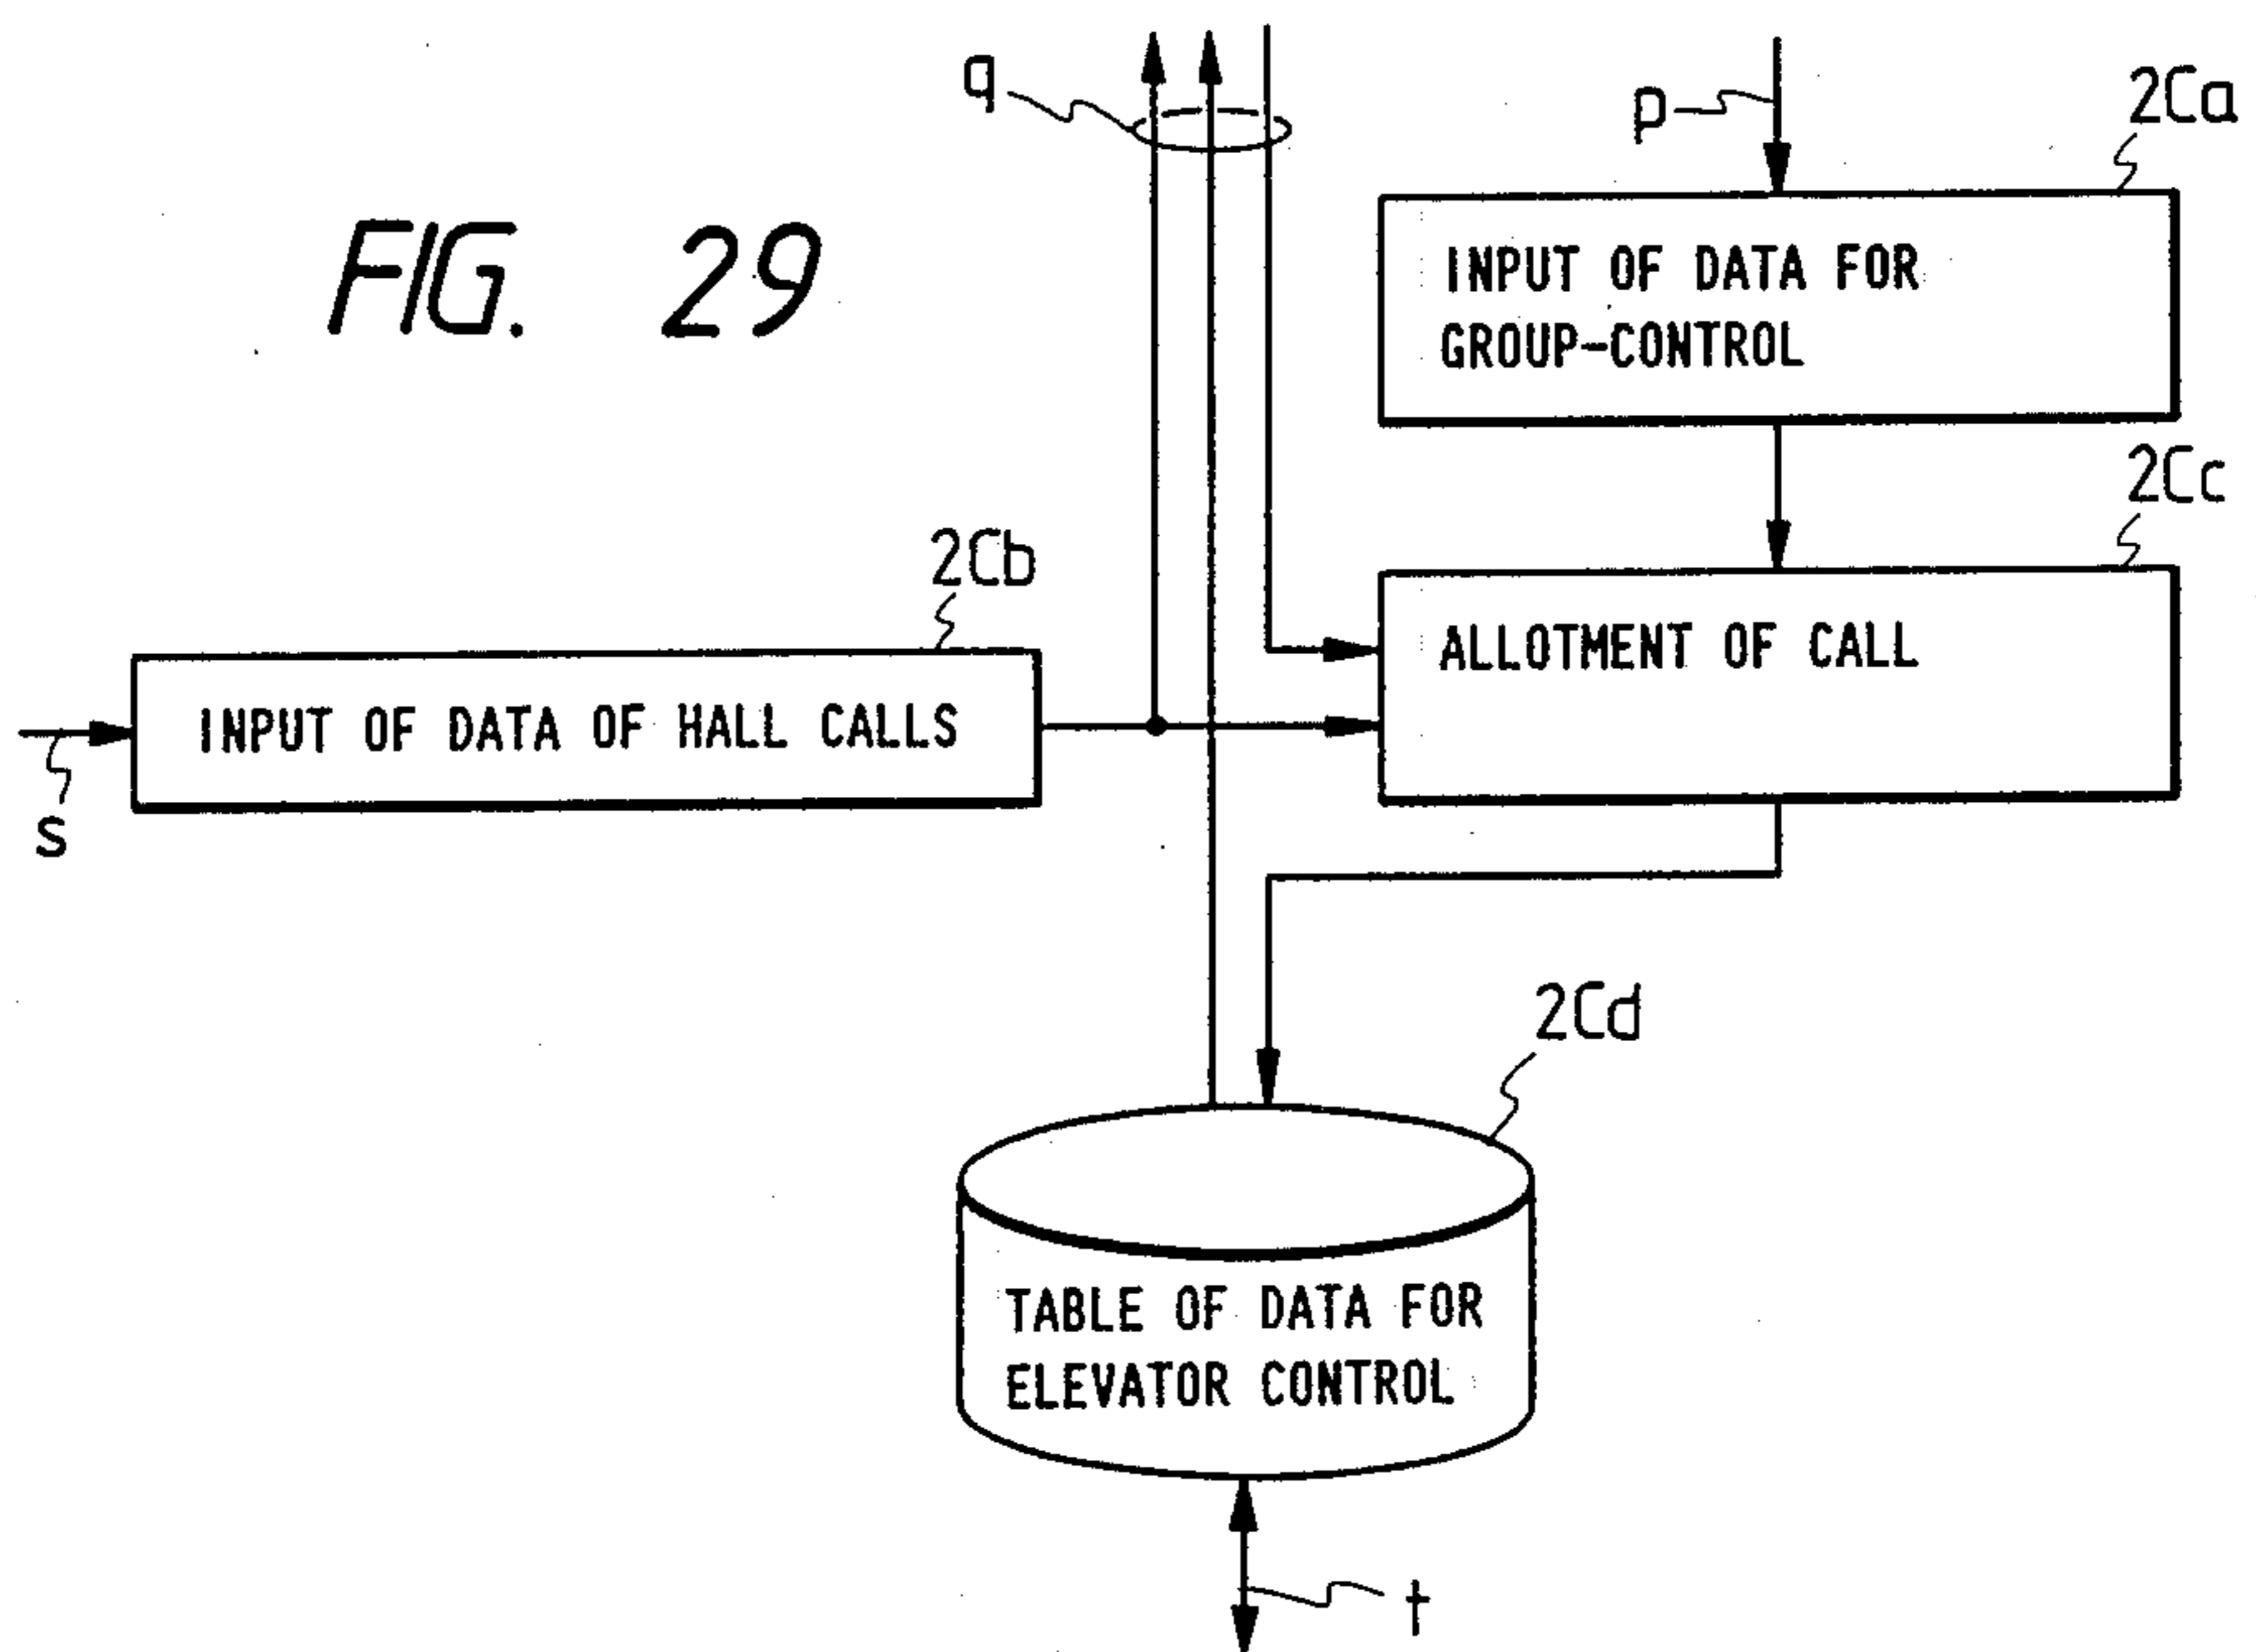 q
p
2Ca
FIG. 29
INPUT OF DATA FOR
GROUP-CONTROL
2Cc
2Cb
ALLOTMENT OF CALL
INPUT OF DATA OF HALL CALLS
s
2Cd
TABLE OF DATA FOR
ELEVATOR CONTROL
t